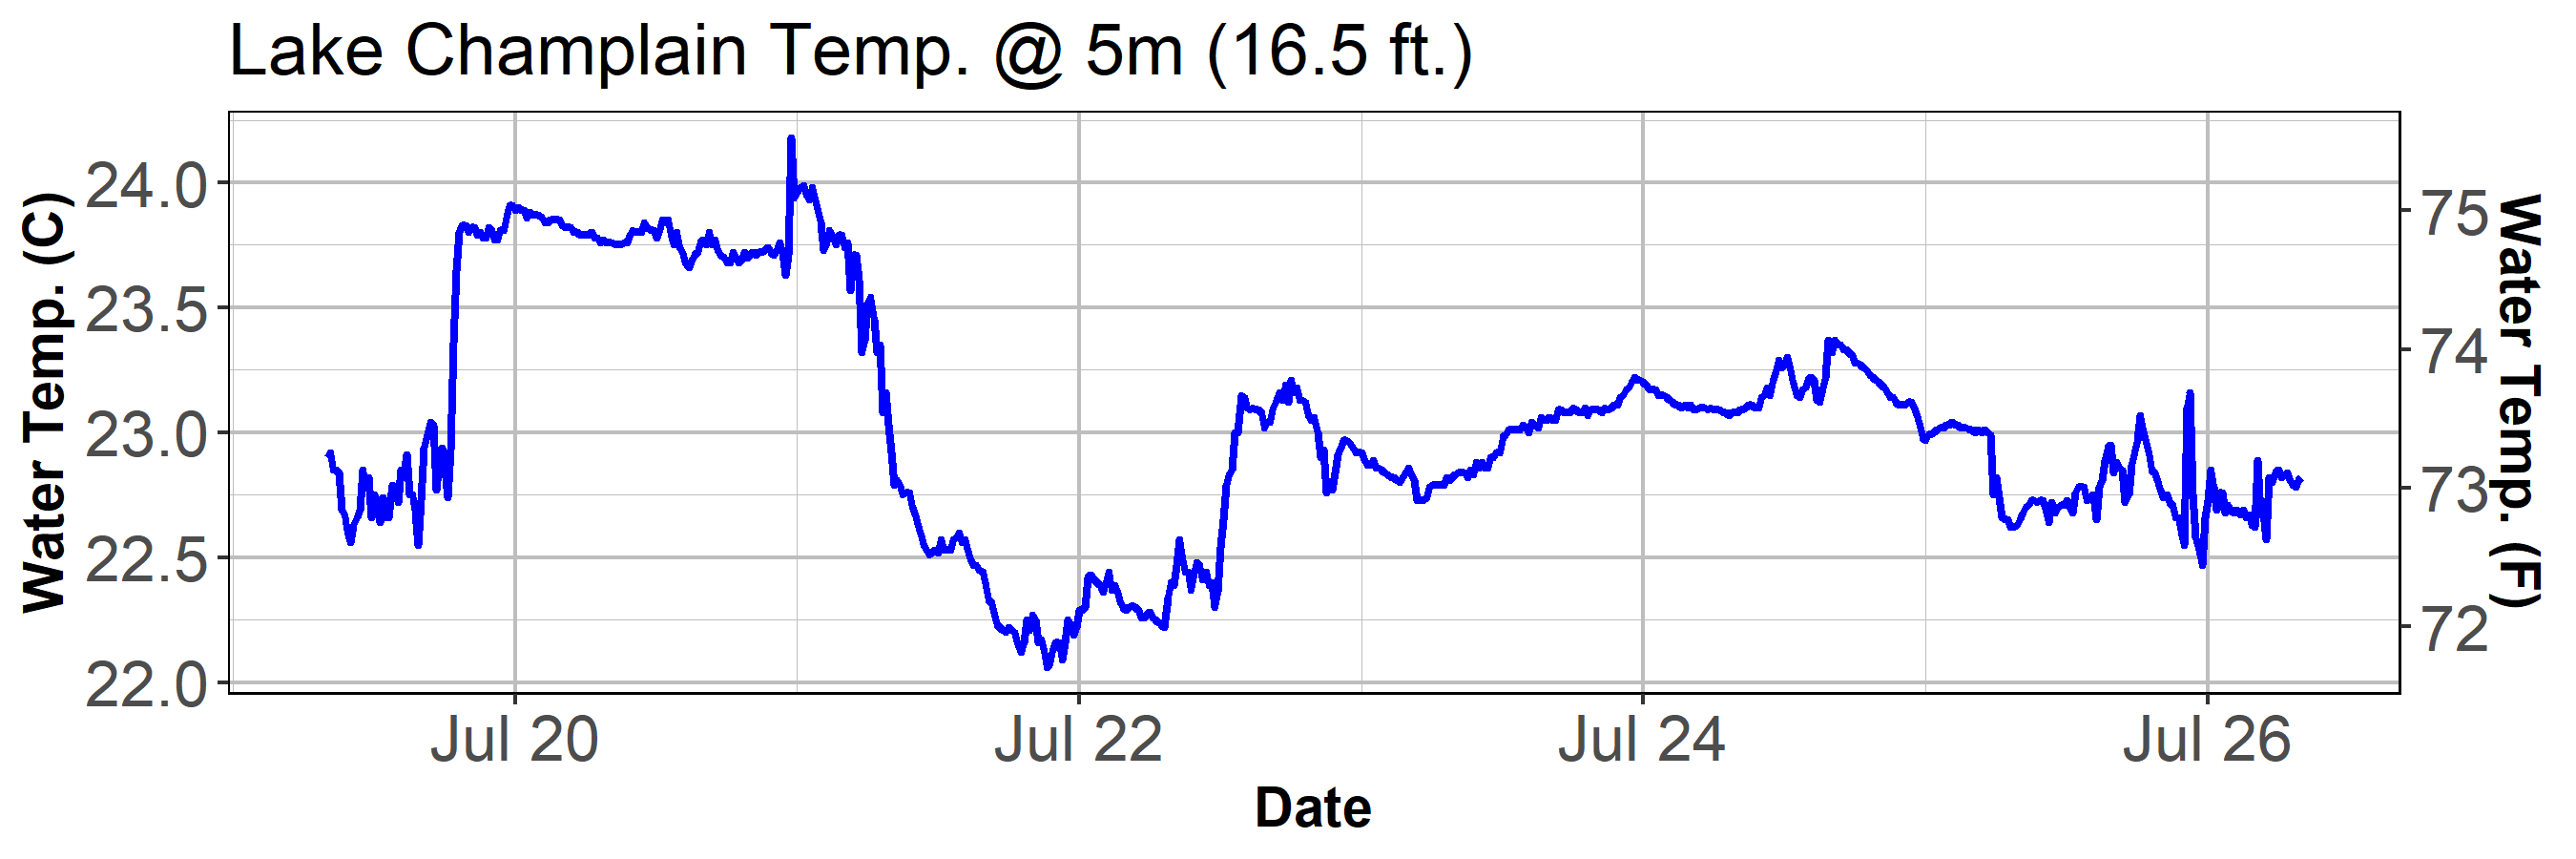 Lake Champlain Temp. @ 5m (16.5 ft.)
Water Temp. (C)
24.0
23.5
23.0
22.5
22.0
75
74
73
72
Water Temp. (F)
Jul 20
Jul 22
Jul 24
Jul 26
Date